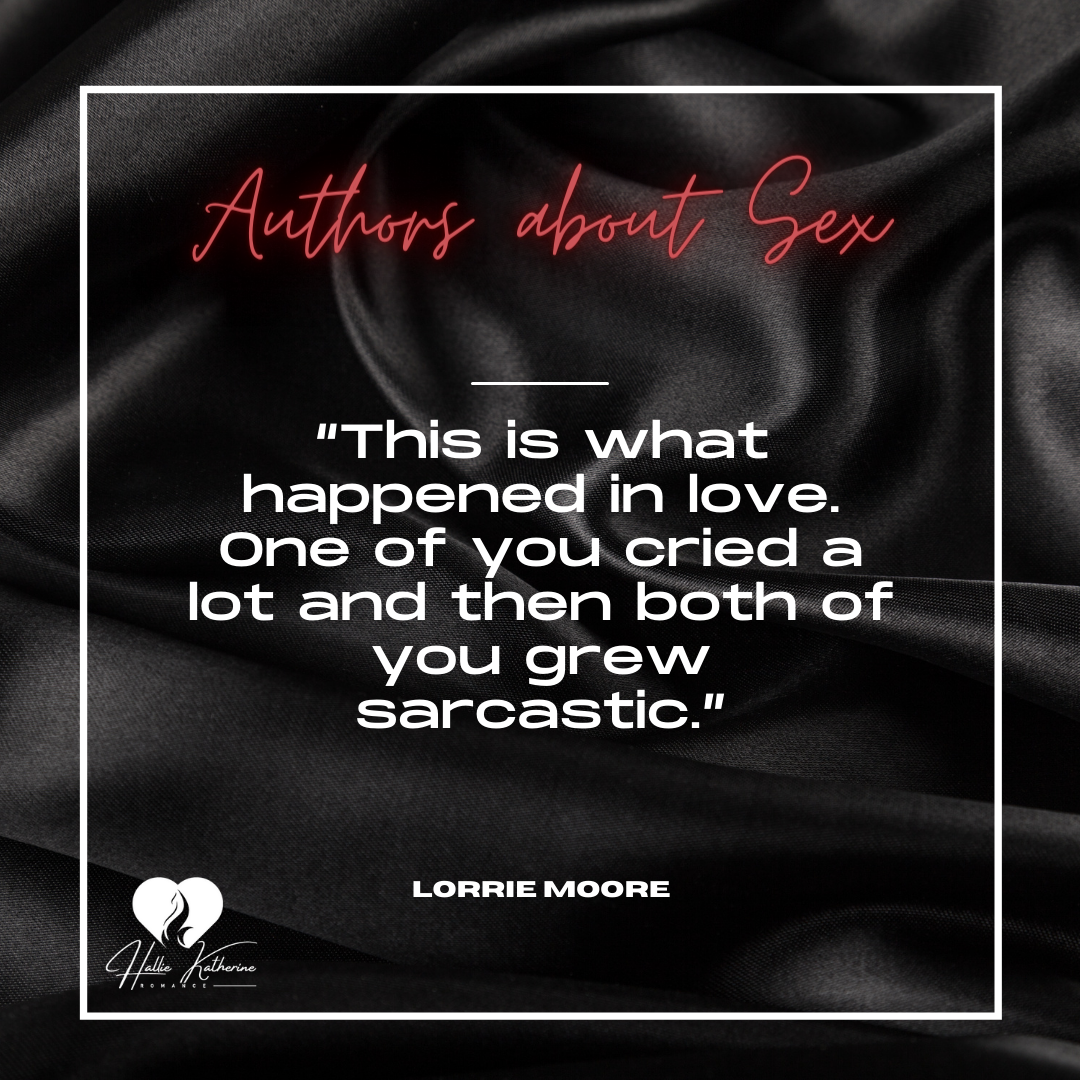 Authors about Sex
"This is what
happened in love.
One of you cried a
lot and then both of
you grew
sarcastic."
LORRIE MOORE
Hallie Katherine
ROMANCE